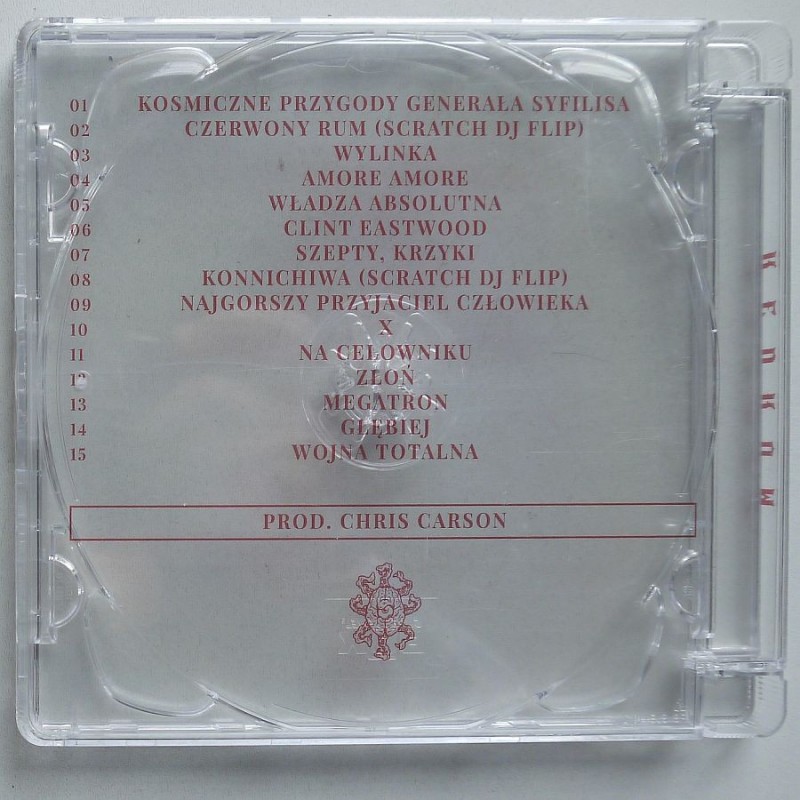 01 KOSMICZNE PRZYGODY GENERAŁA SYFILISA
02 CZERWONY RUM (SCRATCH DJ FLIP)
03 WYLINKA
04 AMORE AMORE
05 WŁADZA ABSOLUTNA
06 CLINT EASTWOOD
07 SZEPTY, KRZYKI
08 KONNICHIWA (SCRATCH DJ FLIP)
09 NAJGORSZY PRZYJACIEL CZŁOWIEKA
10 X
11 NA CELOWNIKU
12 ZŁOŃ
13 MEGATRON
14 GŁĘBIEJ
15 WOJNA TOTALNA
PROD. CHRIS CARSON